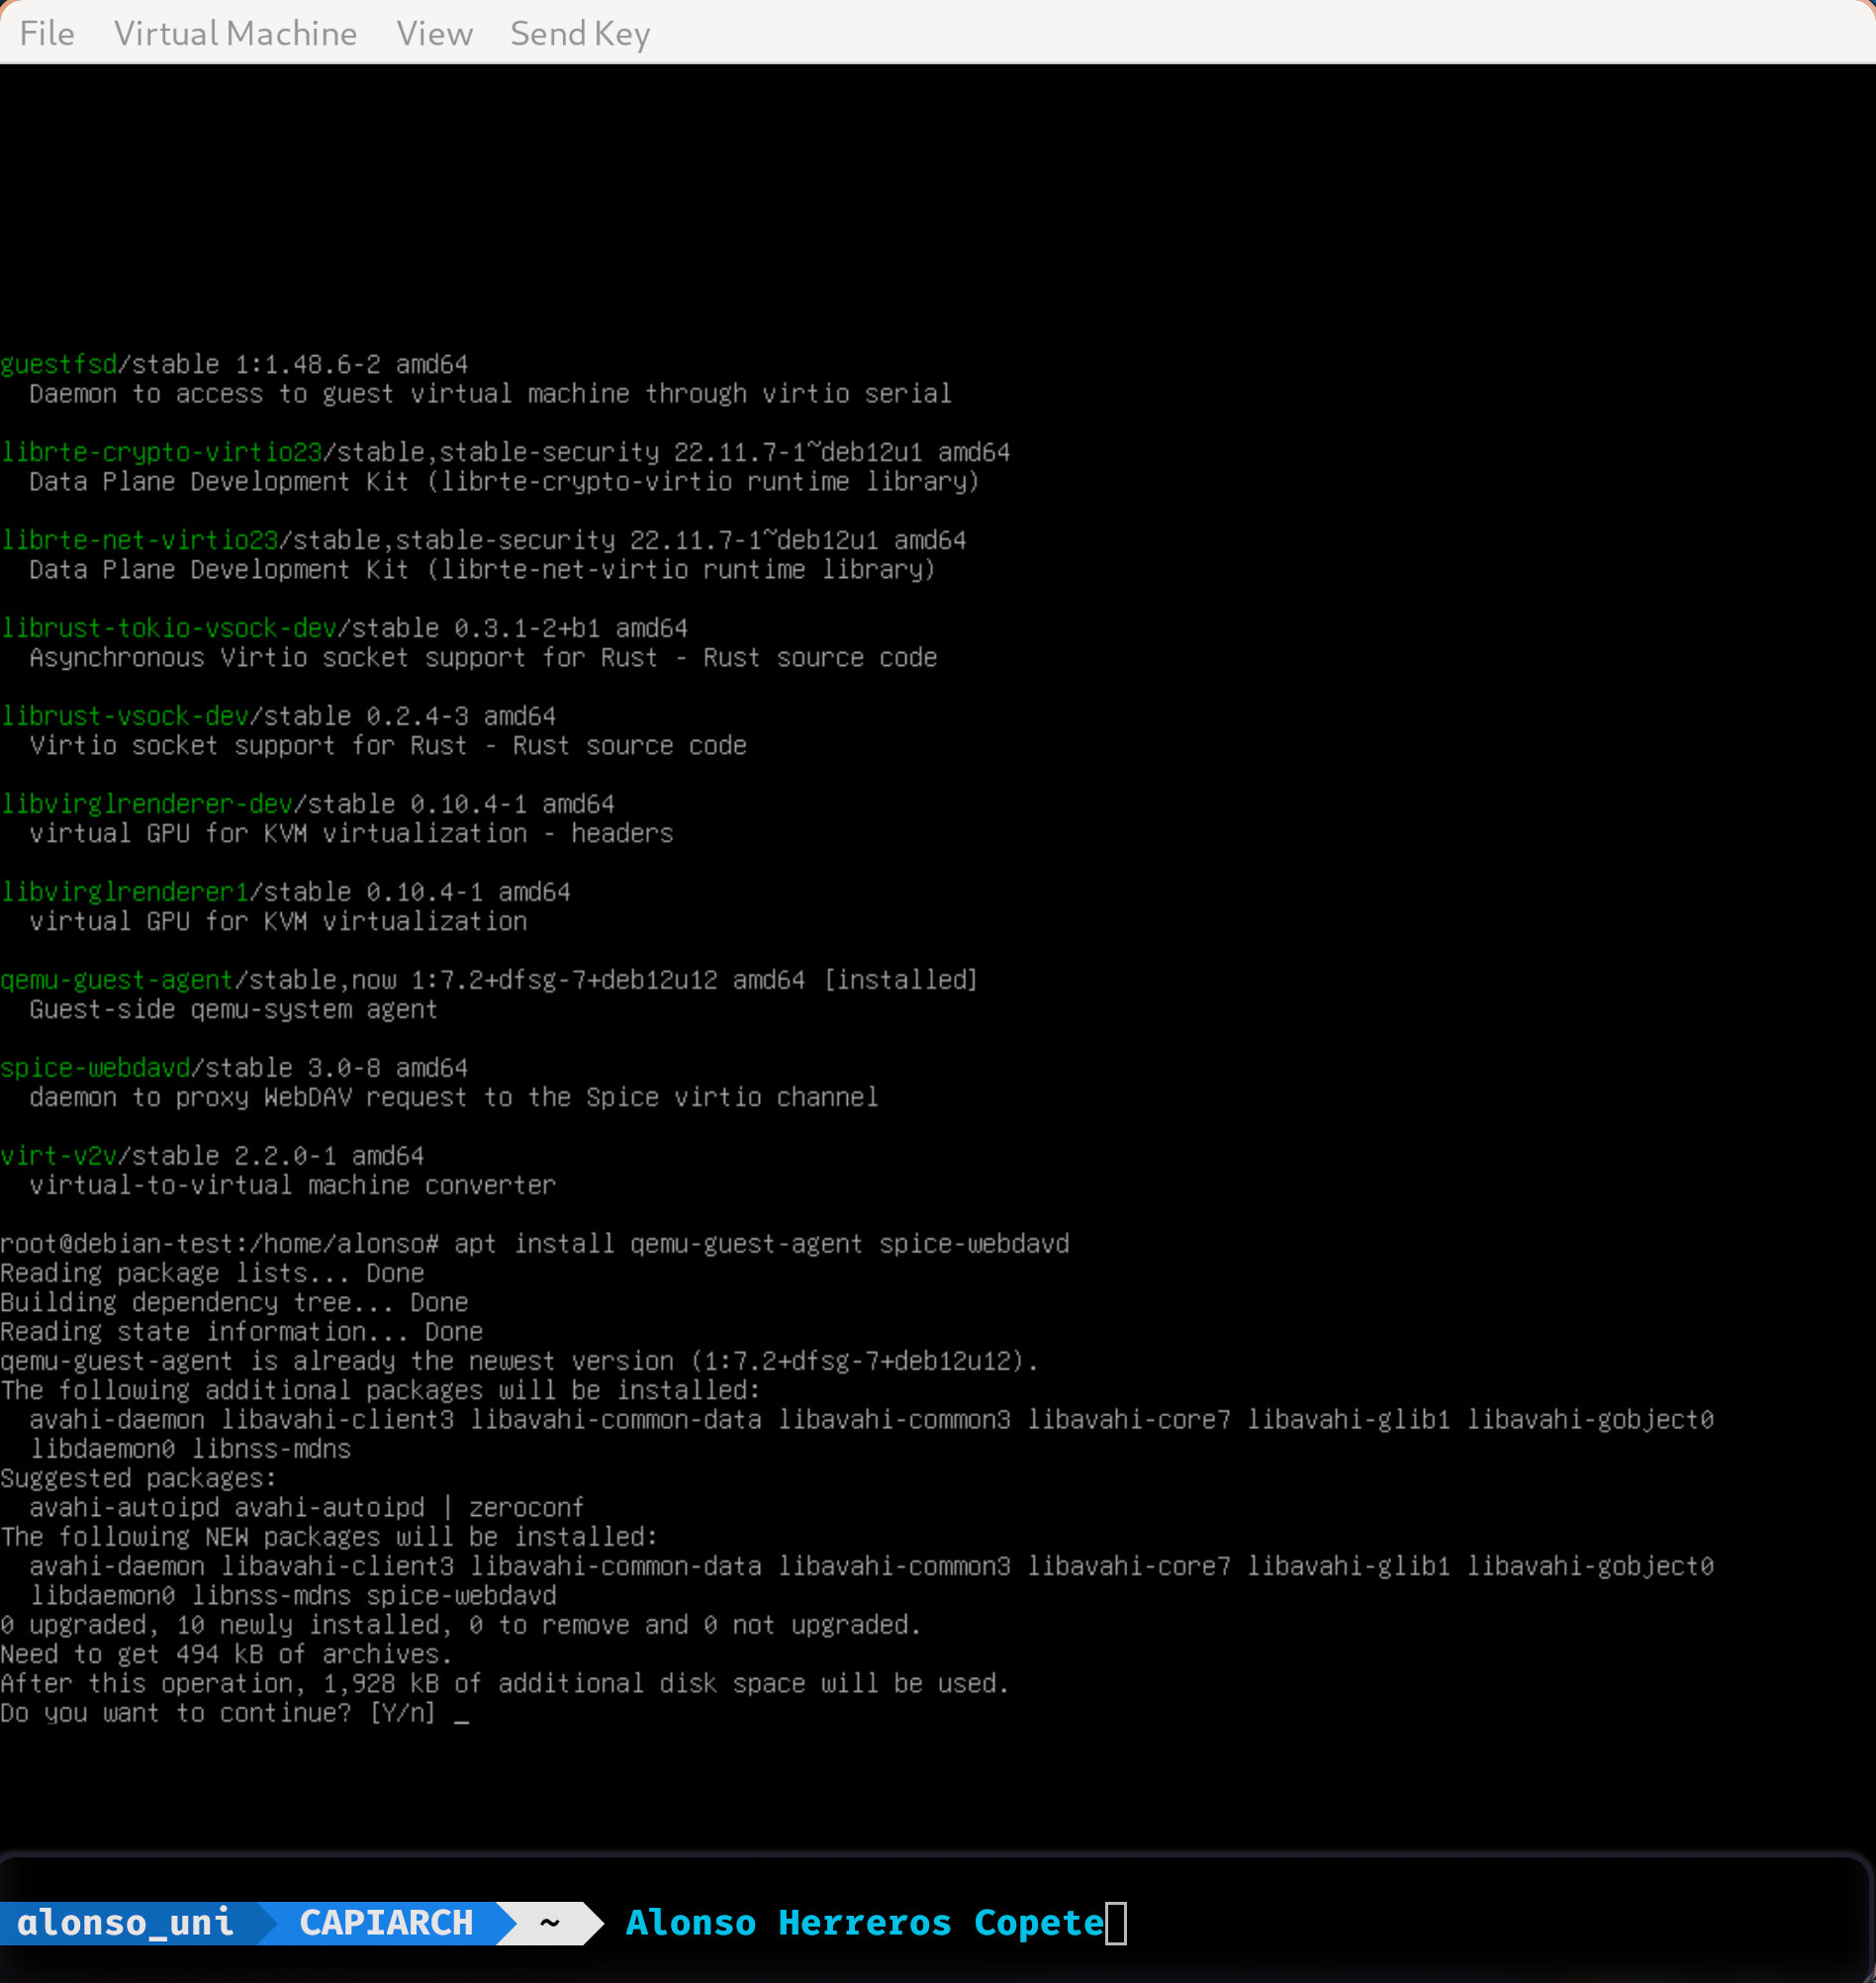 File Virtual Machine View Send Key
guestfsd/stable 1:1.48.6-2 amd64
  Daemon to access to guest virtual machine through virtio serial
librte-crypto-virtio23/stable,stable-security 22.11.7-1~deb12u1 amd64
  Data Plane Development Kit (librte-crypto-virtio runtime library)
librte-net-virtio23/stable,stable-security 22.11.7-1~deb12u1 amd64
  Data Plane Development Kit (librte-net-virtio runtime library)
librust-tokio-vsock-dev/stable 0.3.1-2+b1 amd64
  Asynchronous Virtio socket support for Rust - Rust source code
librust-vsock-dev/stable 0.2.4-3 amd64
  Virtio socket support for Rust - Rust source code
libvirglrenderer-dev/stable 0.10.4-1 amd64
  virtual GPU for KVM virtualization - headers
libvirglrenderer1/stable 0.10.4-1 amd64
  virtual GPU for KVM virtualization
qemu-guest-agent/stable,now 1:7.2+dfsg-7+deb12u12 amd64 [installed]
  Guest-side qemu-system agent
spice-webdavd/stable 3.0-8 amd64
  daemon to proxy WebDAV request to the Spice virtio channel
virt-v2v/stable 2.2.0-1 amd64
  virtual-to-virtual machine converter
root@debian-test:/home/alonso# apt install qemu-guest-agent spice-webdavd
Reading package lists... Done
Building dependency tree... Done
Reading state information... Done
qemu-guest-agent is already the newest version (1:7.2+dfsg-7+deb12u12).
The following additional packages will be installed:
  avahi-daemon libavahi-client3 libavahi-common-data libavahi-common3 libavahi-core7 libavahi-glib1 libavahi-gobject0
  libdaemon0 libnss-mdns
Suggested packages:
  avahi-autoipd avahi-autoipd | zeroconf
The following NEW packages will be installed:
  avahi-daemon libavahi-client3 libavahi-common-data libavahi-common3 libavahi-core7 libavahi-glib1 libavahi-gobject0
  libdaemon0 libnss-mdns spice-webdavd
0 upgraded, 10 newly installed, 0 to remove and 0 not upgraded.
Need to get 494 kB of archives.
After this operation, 1,928 kB of additional disk space will be used.
Do you want to continue? [Y/n] _
alonso_uni CAPIARCH ~ Alonso Herreros Copete